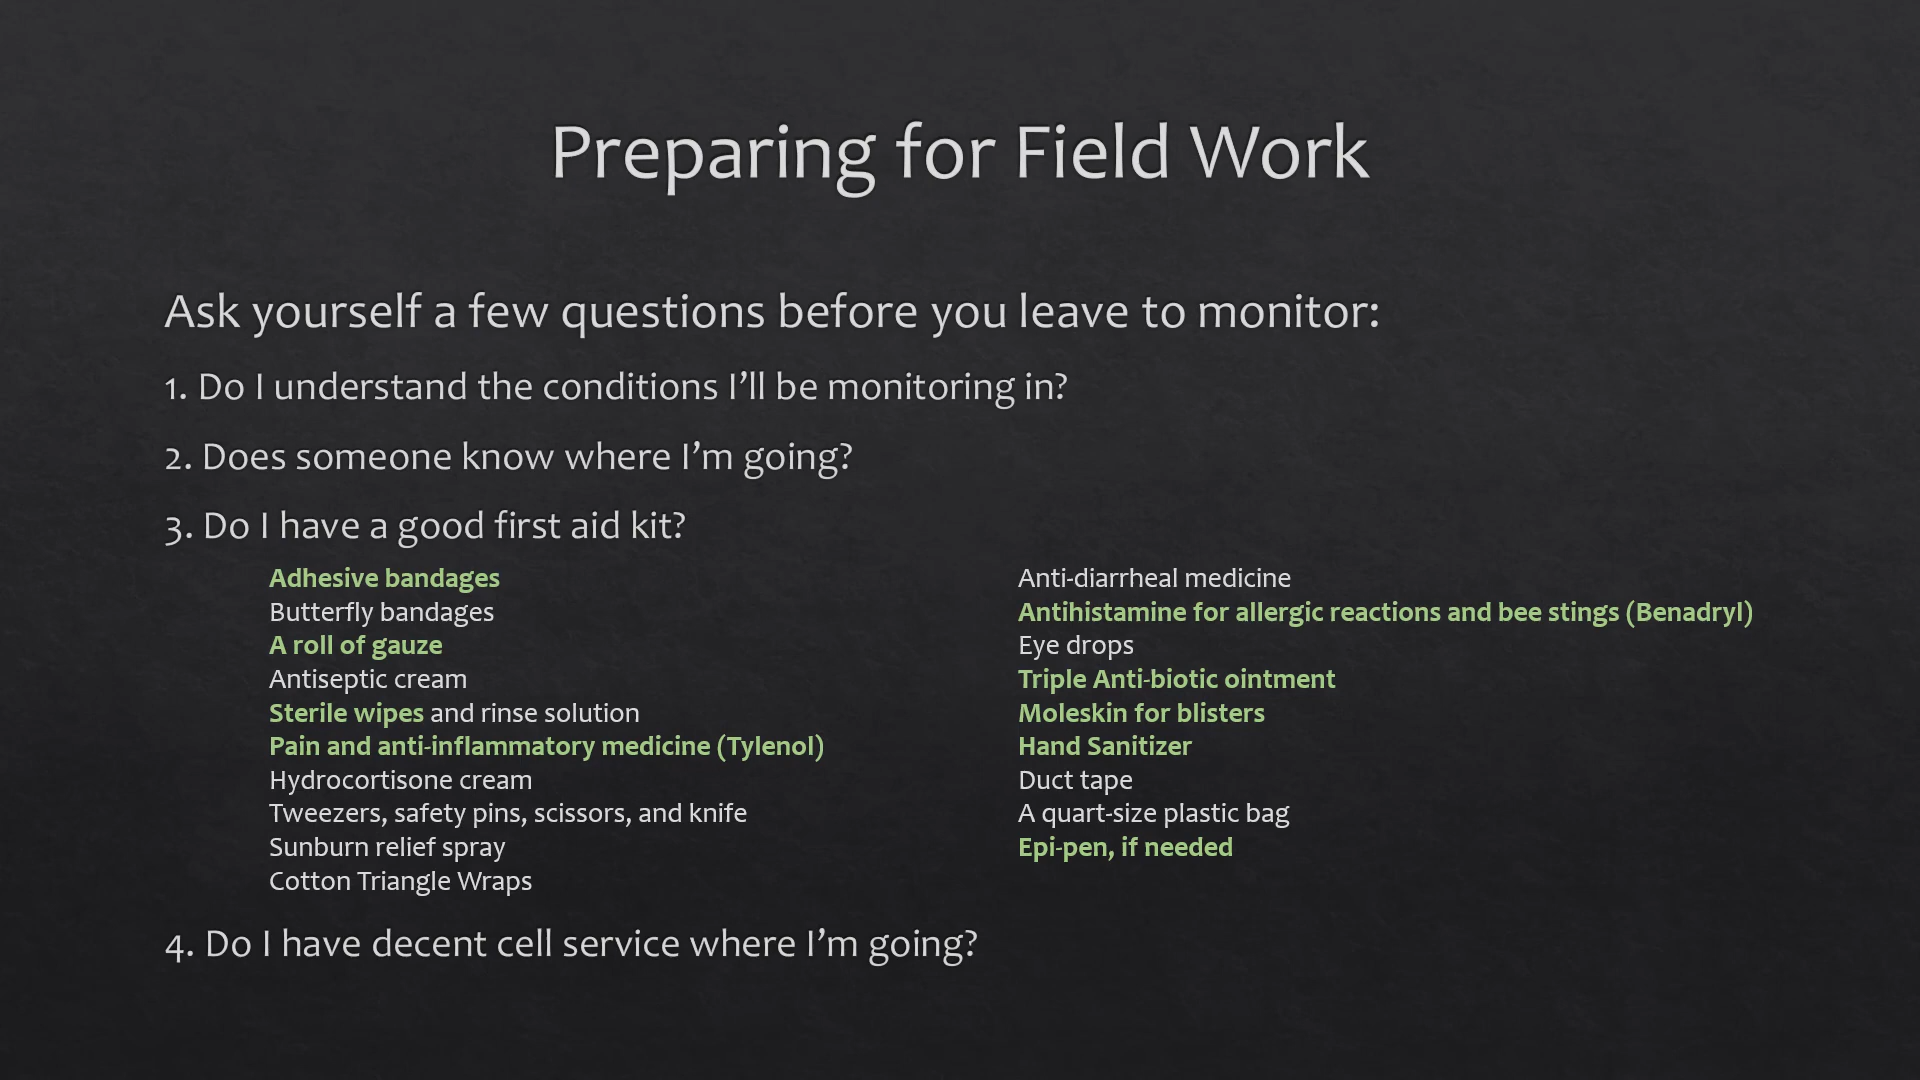 Preparing for Field Work
Ask yourself a few questions before you leave to monitor:
1. Do I understand the conditions I’ll be monitoring in?
2. Does someone know where I’m going?
3. Do I have a good first aid kit?
Adhesive bandages
Butterfly bandages
A roll of gauze
Antiseptic cream
Sterile wipes and rinse solution
Pain and anti-inflammatory medicine (Tylenol)
Hydrocortisone cream
Tweezers, safety pins, scissors, and knife
Sunburn relief spray
Cotton Triangle Wraps
Anti-diarrheal medicine
Antihistamine for allergic reactions and bee stings (Benadryl)
Eye drops
Triple Anti-biotic ointment
Moleskin for blisters
Hand Sanitizer
Duct tape
A quart-size plastic bag
Epi-pen, if needed
4. Do I have decent cell service where I’m going?